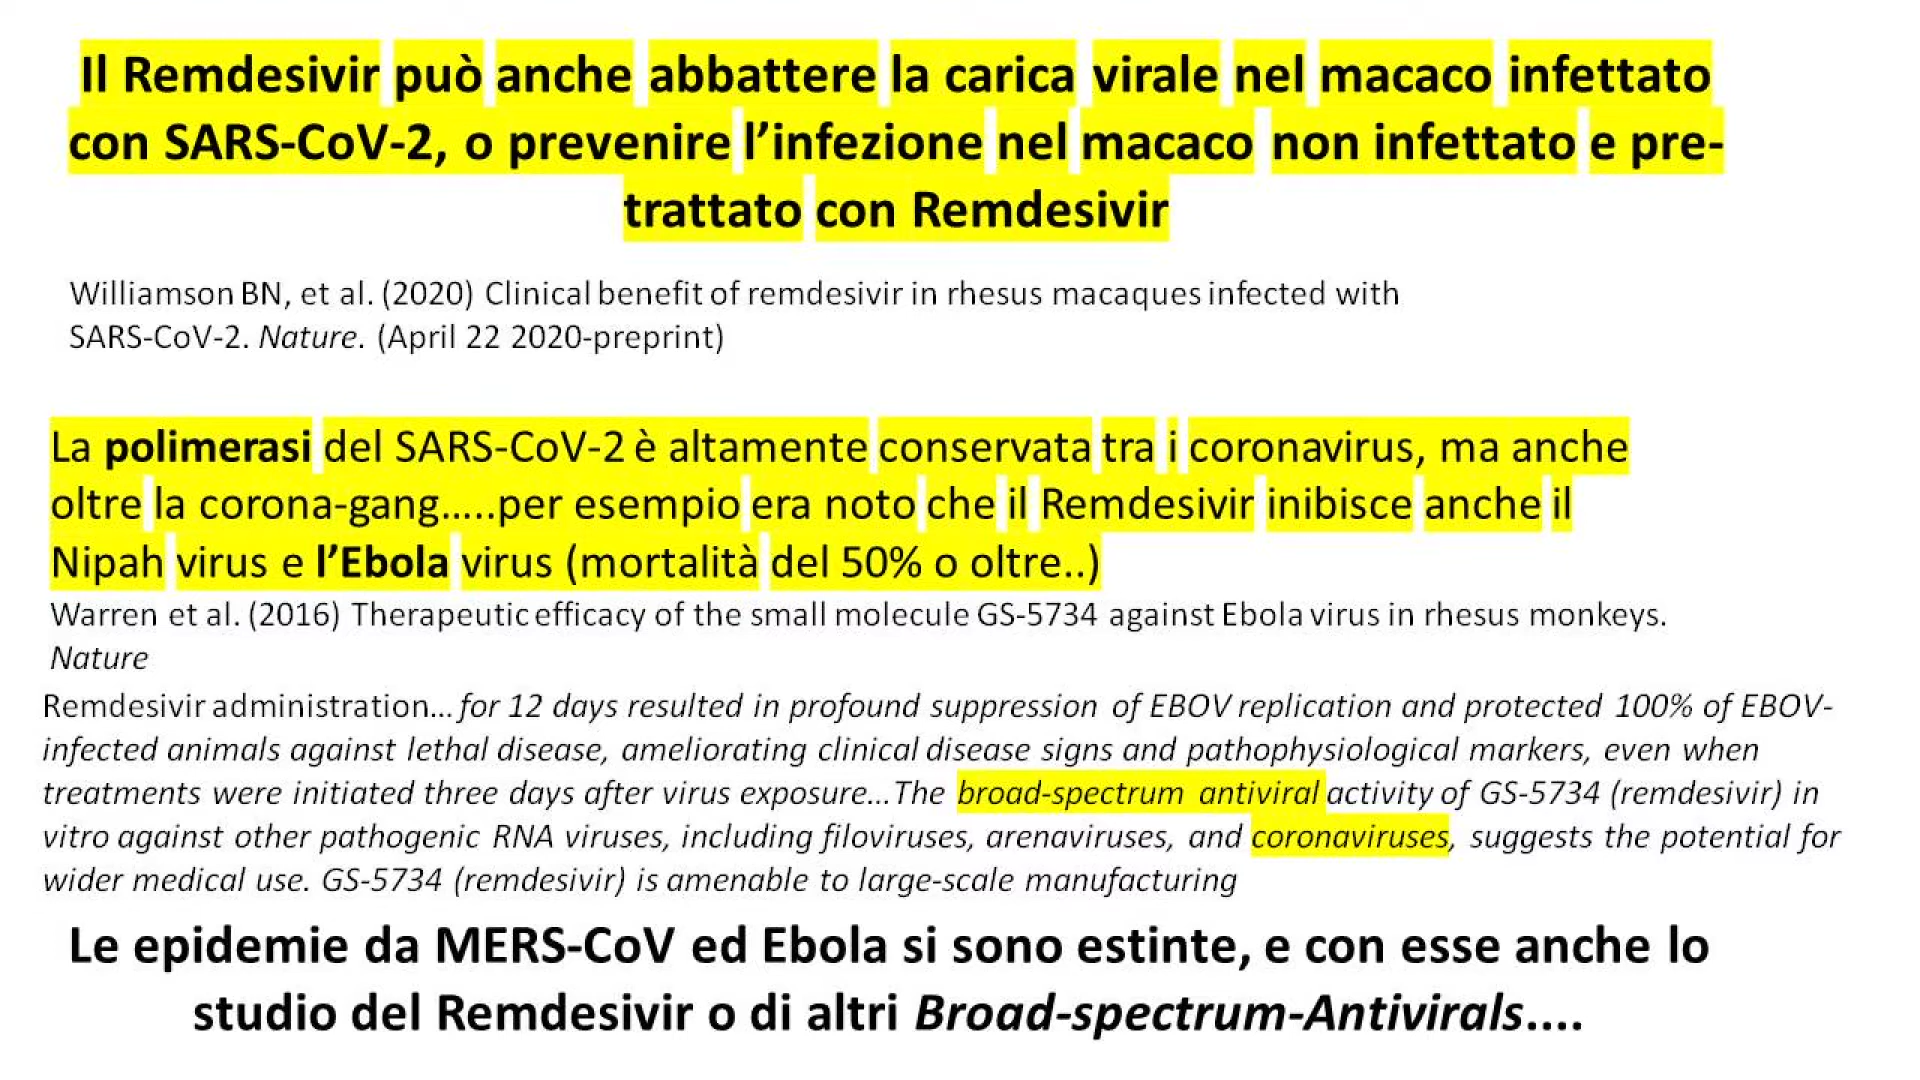 Il Remdesivir può anche abbattere la carica virale nel macaco infettato
con SARS-CoV-2, o prevenire l’infezione nel macaco non infettato e pre-
trattato con Remdesivir
Williamson BN, et al. (2020) Clinical benefit of remdesivir in rhesus macaques infected with
SARS-CoV-2. Nature. (April 22 2020-preprint)
La polimerasi del SARS-CoV-2 è altamente conservata tra i coronavirus, ma anche
oltre la corona-gang…..per esempio era noto che il Remdesivir inibisce anche il
Nipah virus e l’Ebola virus (mortalità del 50% o oltre..)
Warren et al. (2016) Therapeutic efficacy of the small molecule GS-5734 against Ebola virus in rhesus monkeys.
Nature
Remdesivir administration… for 12 days resulted in profound suppression of EBOV replication and protected 100% of EBOV-
infected animals against lethal disease, ameliorating clinical disease signs and pathophysiological markers, even when
treatments were initiated three days after virus exposure…The broad-spectrum antiviral activity of GS-5734 (remdesivir) in
vitro against other pathogenic RNA viruses, including filoviruses, arenaviruses, and coronaviruses, suggests the potential for
wider medical use. GS-5734 (remdesivir) is amenable to large-scale manufacturing
Le epidemie da MERS-CoV ed Ebola si sono estinte, e con esse anche lo
studio del Remdesivir o di altri Broad-spectrum-Antivirals....